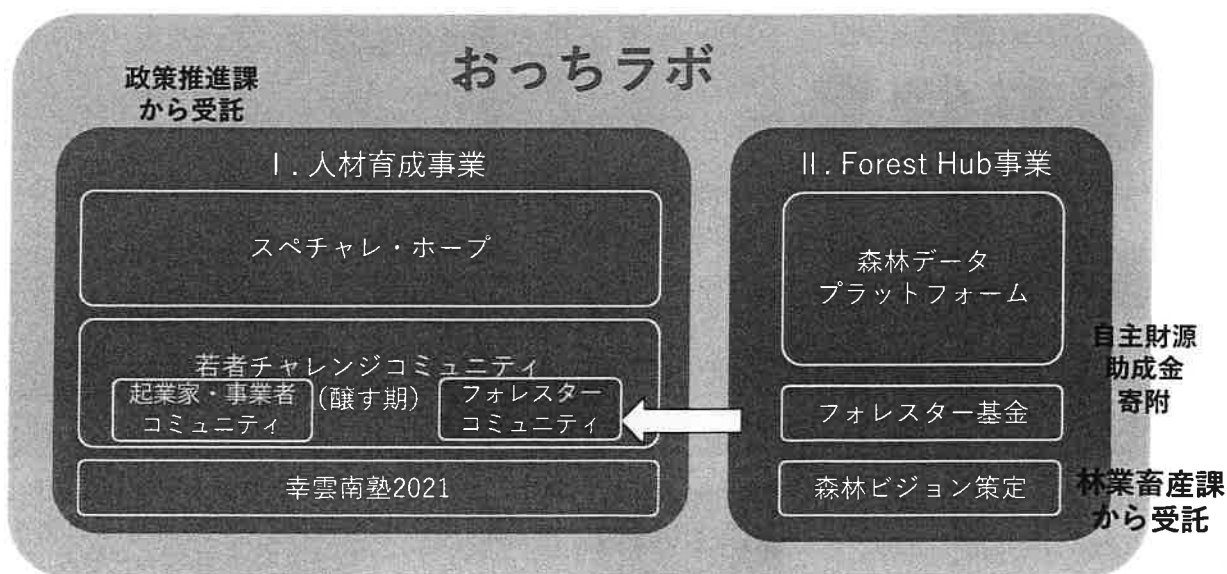 おっちラボ
政策推進課
から受託
Ⅰ. 人材育成事業
スペチャレ・ホープ
若者チャレンジコミュニティ
(醸す期)
起業家・事業者
コミュニティ
フォレスター
コミュニティ
幸雲南塾2021
Ⅱ. Forest Hub事業
森林データ
プラットフォーム
フォレスター基金
森林ビジョン策定
自主財源
助成金
寄附
林業畜産課
から受託